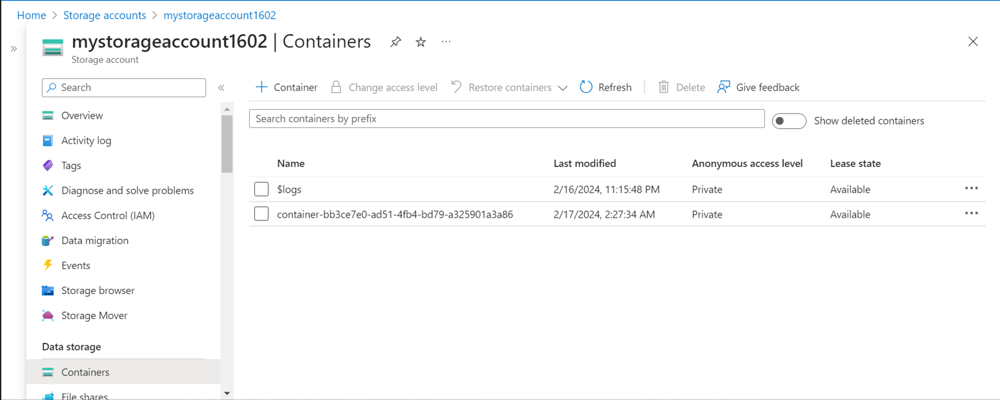 Home > Storage accounts > mystorageaccount1602
mystorageaccount1602 | Containers
Storage account
Search
Overview
Activity log
Tags
Diagnose and solve problems
Access Control (IAM)
Data migration
Events
Storage browser
Storage Mover
Data storage
Containers
File shares
Container Change access level Restore containers Refresh Delete Give feedback
Search containers by prefix
Show deleted containers
Name Last modified Anonymous access level Lease state
$logs 2/16/2024, 11:15:48 PM Private Available
container-bb3ce7e0-ad51-4fb4-bd79-a325901a3a86 2/17/2024, 2:27:34 AM Private Available